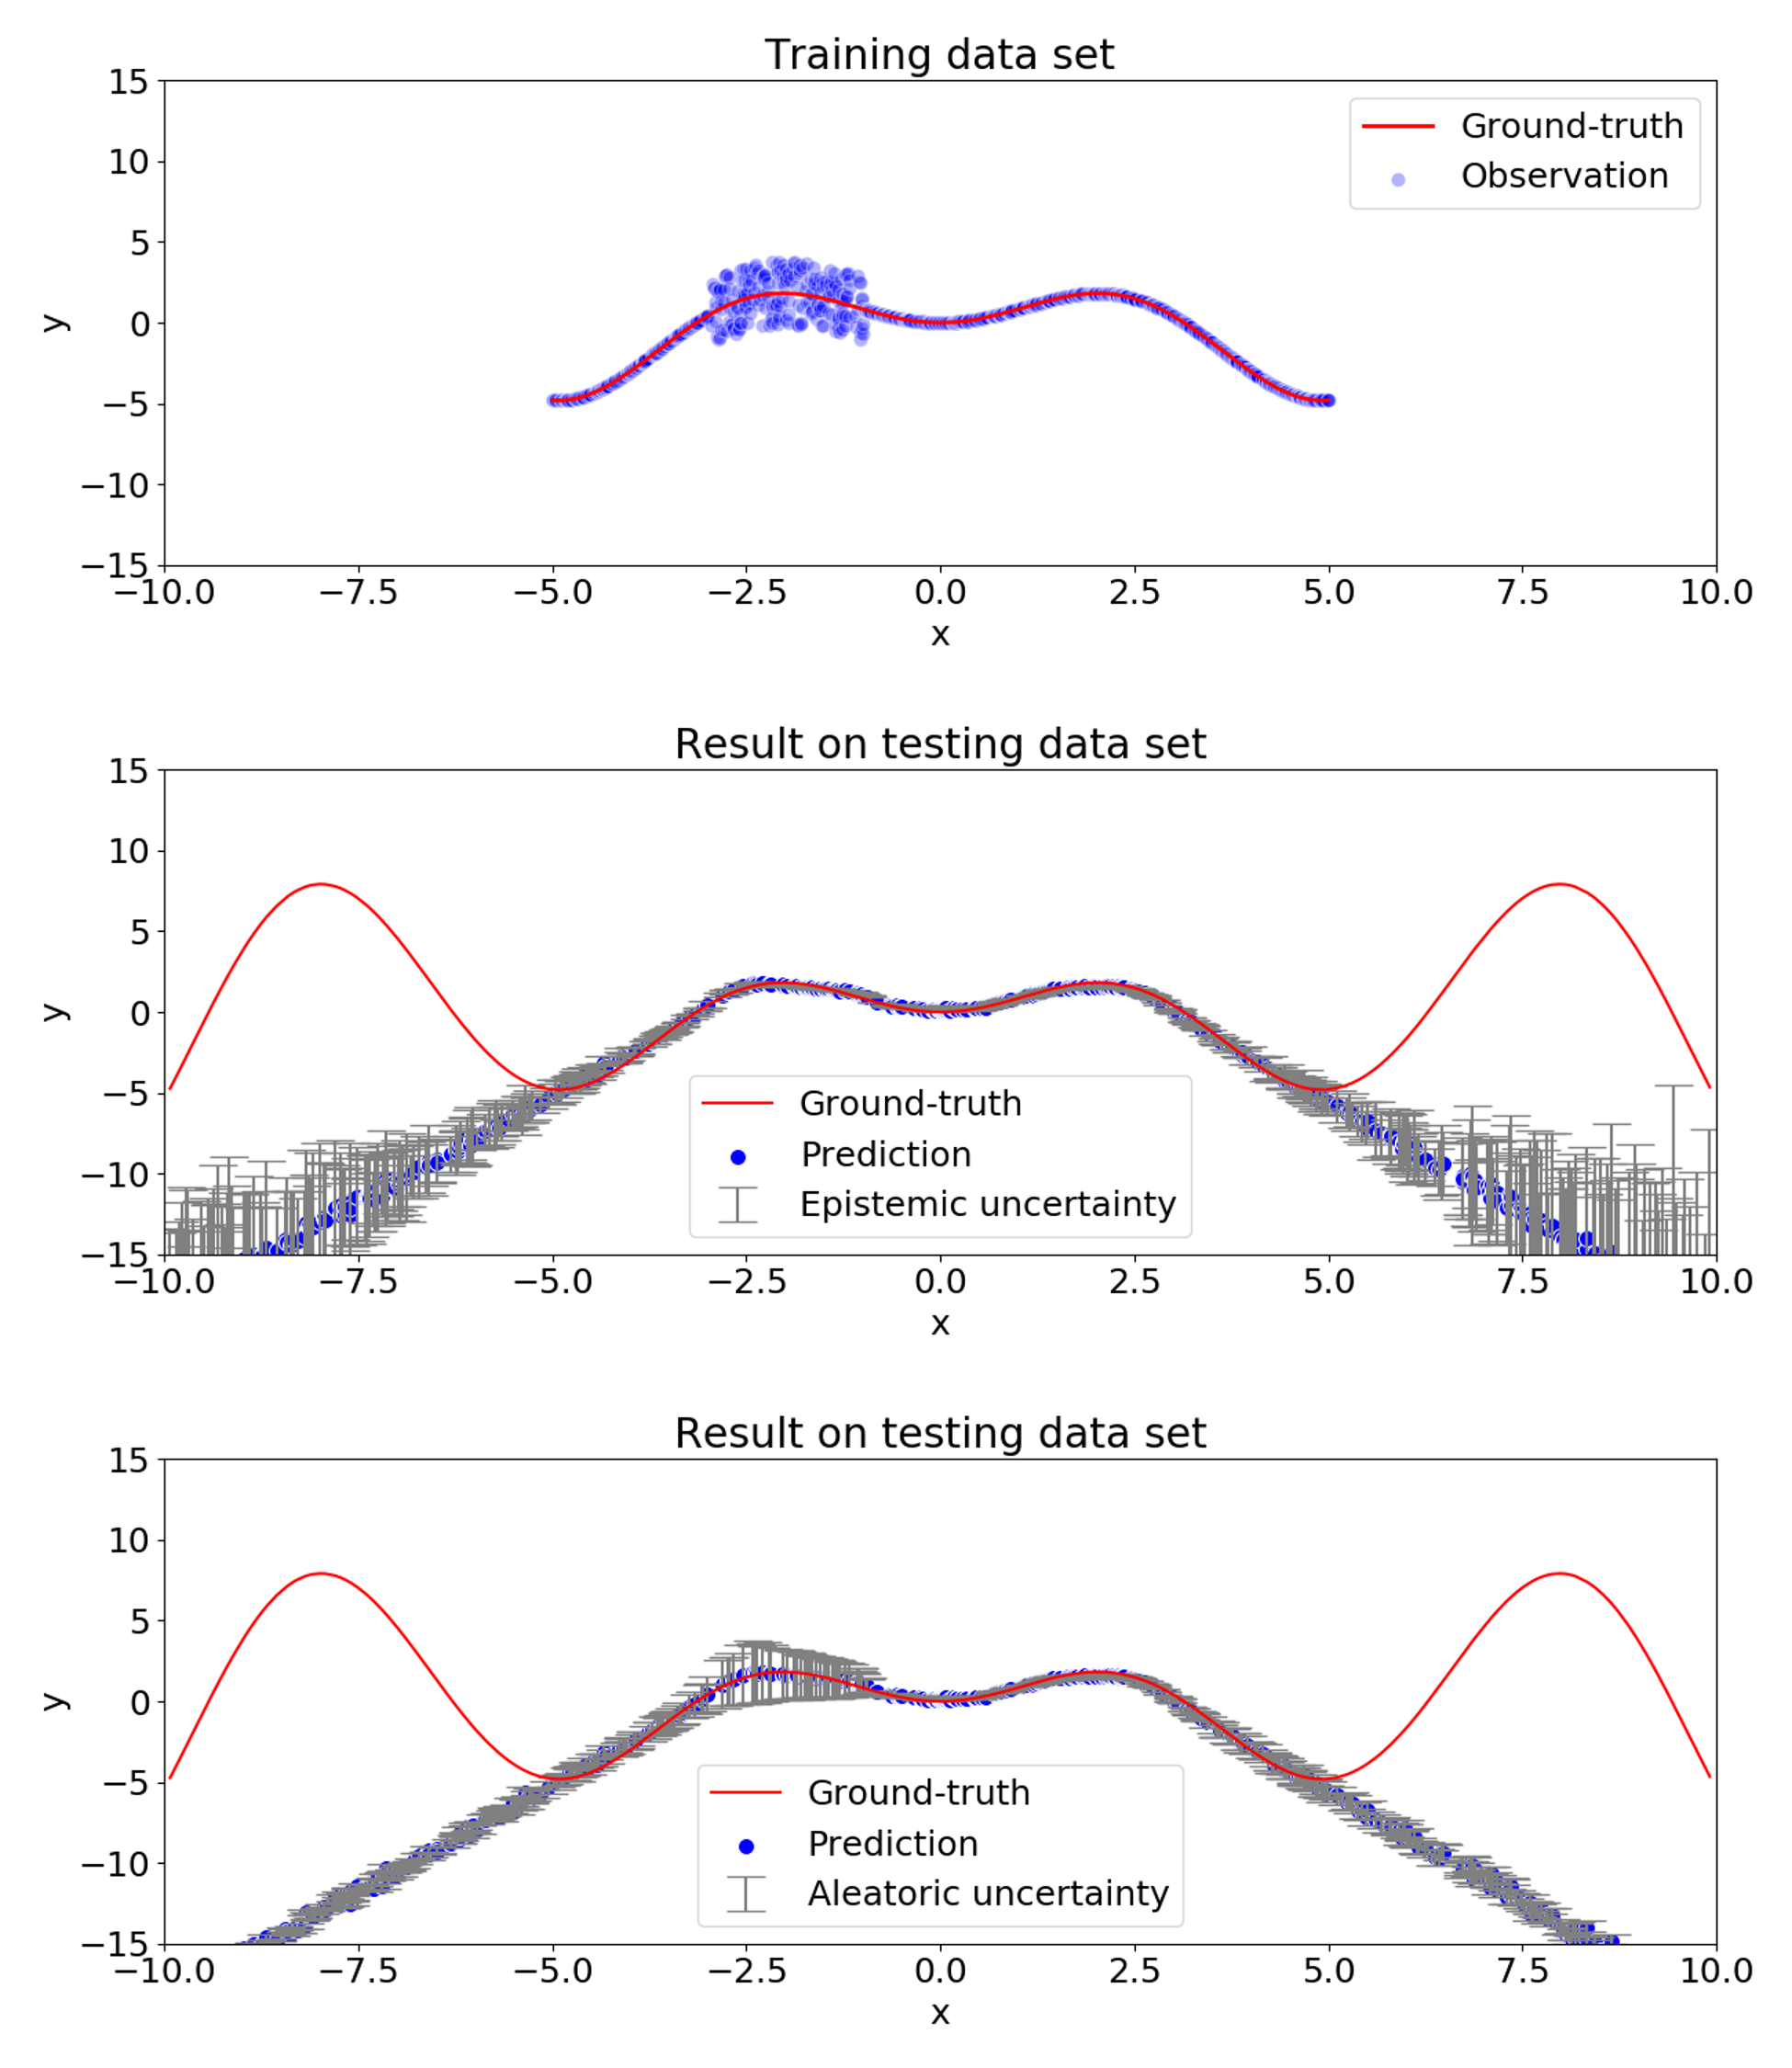 Training data set
15
10
5
0
−5
−10
−15
y
Ground-truth
Observation
−10.0 −7.5 −5.0 −2.5 0.0 2.5 5.0 7.5 10.0
x
Result on testing data set
15
10
5
0
−5
−10
−15
y
Ground-truth
Prediction
Epistemic uncertainty
−10.0 −7.5 −5.0 −2.5 0.0 2.5 5.0 7.5 10.0
x
Result on testing data set
15
10
5
0
−5
−10
−15
y
Ground-truth
Prediction
Aleatoric uncertainty
−10.0 −7.5 −5.0 −2.5 0.0 2.5 5.0 7.5 10.0
x